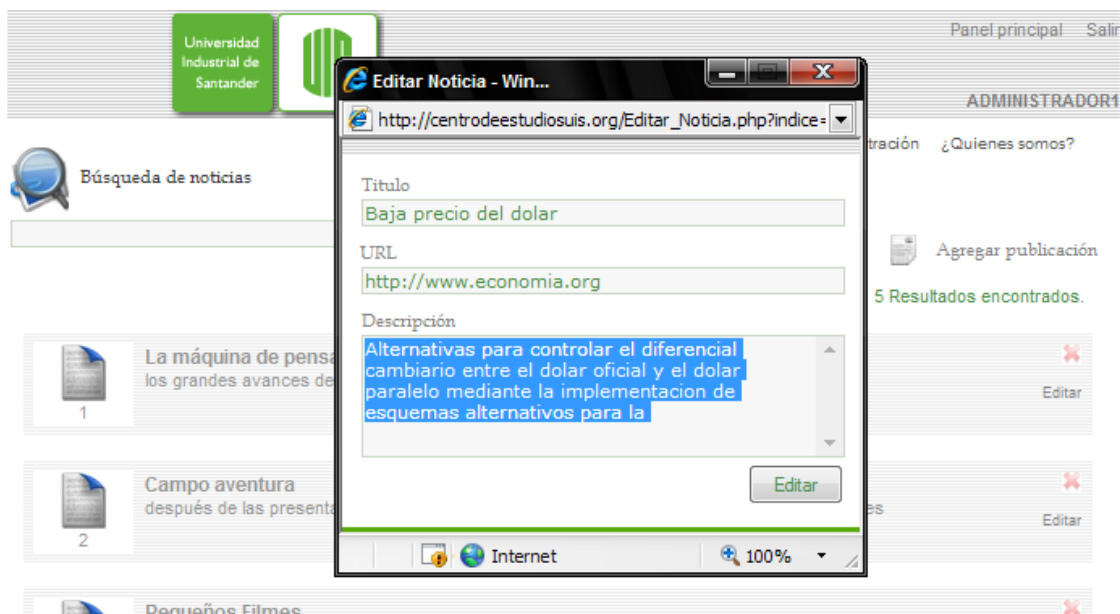 Universidad
Industrial de
Santander
Panel principal Salir
ADMINISTRADOR1
tración ¿Quienes somos?
Búsqueda de noticias
Agregar publicación
5 Resultados encontrados.
La máquina de pensa
los grandes avances de
Editar
1
Campo aventura
después de las presenta
es
Editar
2
Pequeños Filmes
Editar Noticia - Win...
http://centrodeestudiosuis.org/Editar_Noticia.php?indice=
Titulo
Baja precio del dolar
URL
http://www.economia.org
Descripción
Alternativas para controlar el diferencial
cambiario entre el dolar oficial y el dolar
paralelo mediante la implementacion de
esquemas alternativos para la
Editar
Internet
100%